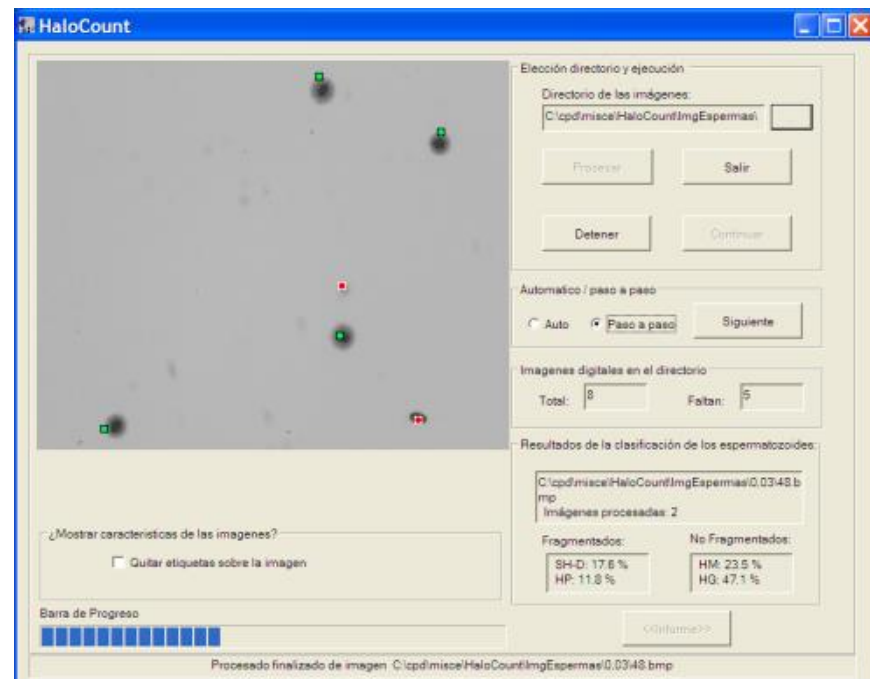 HaloCount
Elección directorio y ejecución
Directorio de las imágenes:
C:\cpd\misce\HaloCount\ImgEspermas\
Procesar
Salir
Detener
Continuar
Automatico / paso a paso
Auto
Paso a paso
Siguiente
Imagenes digitales en el directorio
Total: 8
Faltan: 5
Resultados de la clasificación de los espermatozoides:
C:\cpd\misce\HaloCount\ImgEspermas\0,03\48.b
mp
Imágenes procesadas: 2
Fragmentados:
No Fragmentados:
SH-D: 17.6 %
HP: 11.8 %
HM: 23.5 %
HG: 47.1 %
¿Mostrar caracteristicas de las imagenes?
Quitar etiquetas sobre la imagen
Barra de Progreso
<<Informe>>
Procesado finalizado de imagen C:\cpd\misce\HaloCount\ImgEspermas\0,03\48.bmp